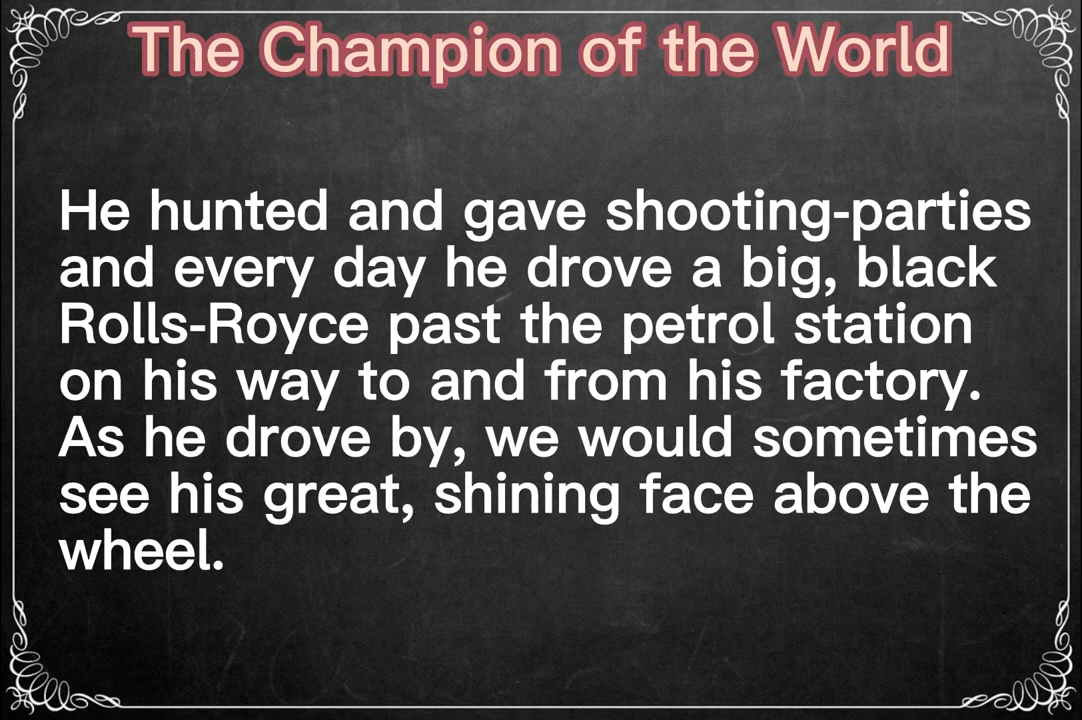 The Champion of the World
He hunted and gave shooting-parties
and every day he drove a big, black
Rolls-Royce past the petrol station
on his way to and from his factory.
As he drove by, we would sometimes
see his great, shining face above the
wheel.